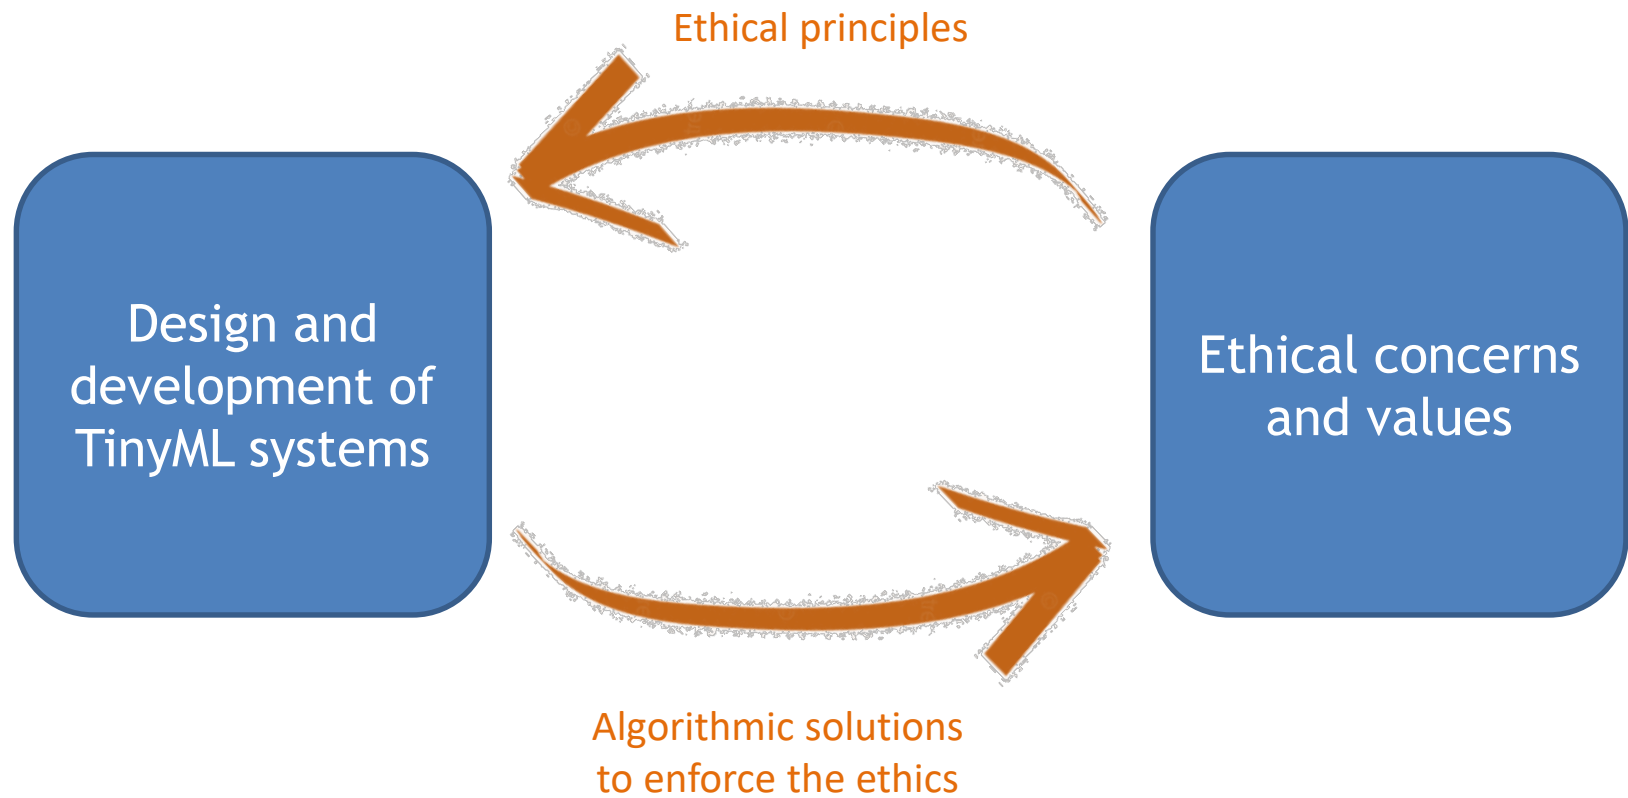 Ethical principles
Design and
development of
TinyML systems
Ethical concerns
and values
Algorithmic solutions
to enforce the ethics